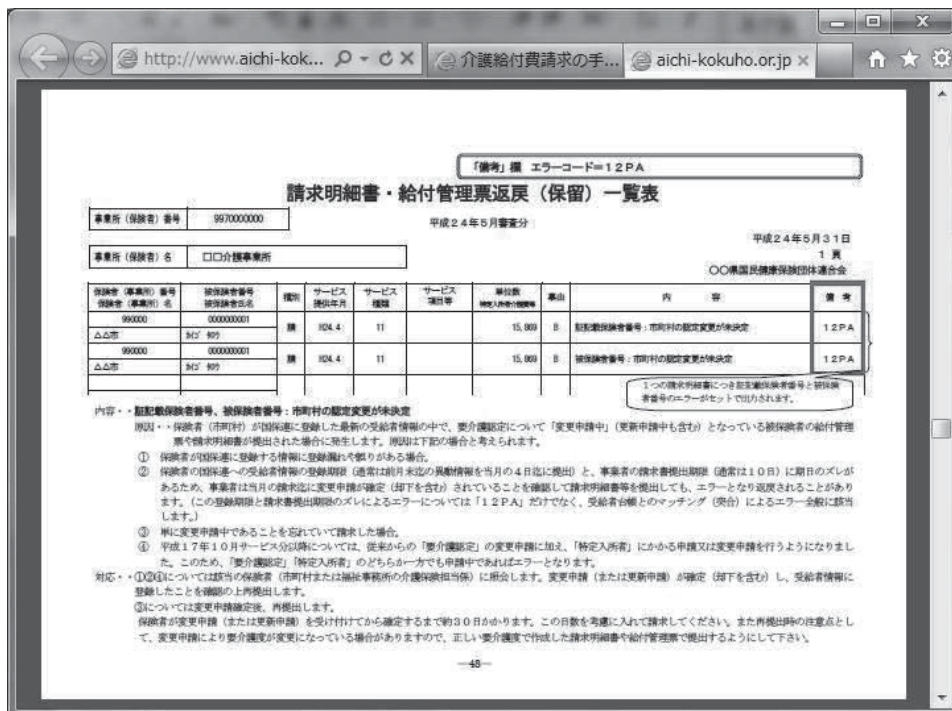 http://www.aichi-kok...
介護給付費請求の手...
aichi-kokuho.or.jp
「備考」欄 エラーコード=12PA
請求明細書・給付管理票返戻(保留)一覧表
事業所(保険者)番号 9970000000
平成24年5月審査分
平成24年5月31日
1 頁
事業所(保険者)名 □□介護事業所
○○県国民健康保険団体連合会
保険者(事業所)番号 被保険者番号 種別 サービス サービス サービス 単位数 事由 内 容 備 考
保険者(事業所)名 被保険者氏名 提供年月 種類 項目等 特定入所者介護費等
990000 0000000001 請 H24.4 11 15,869 B 証記載保険者番号:市町村の認定変更が未決定 12PA
△△市 カイゴ タロウ
990000 0000000001 請 H24.4 11 15,869 B 被保険者番号:市町村の認定変更が未決定 12PA
△△市 カイゴ タロウ
1つの請求明細書につき証記載保険者番号と被保険
者番号のエラーがセットで出力されます。
内容・・証記載保険者番号、被保険者番号:市町村の認定変更が未決定
原因・・保険者(市町村)が国保連に登録した最新の受給者情報の中で、要介護認定について「変更申請中」(更新申請中も含む)となっている被保険者の給付管理
票や請求明細書が提出された場合に発生します。原因は下記の場合と考えられます。
① 保険者が国保連に登録する情報に登録漏れや誤りがある場合。
② 保険者の国保連への受給者情報の登録期限(通常は前月末迄の異動情報を当月の4日迄に提出)と、事業者の請求書提出期限(通常は10日)に期日のズレが
あるため、事業者は当月の請求迄に変更申請が確定(却下を含む)されていることを確認して請求明細書等を提出しても、エラーとなり返戻されることがあり
ます。(この登録期限と請求書提出期限のズレによるエラーについては「12PA」だけでなく、受給者台帳とのマッチング(突合)によるエラー全般に該当
します。)
③ 単に変更申請中であることを忘れていて請求した場合。
④ 平成17年10月サービス分以降については、従来からの「要介護認定」の変更申請に加え、「特定入所者」にかかる申請又は変更申請を行うようになりまし
た。このため、「要介護認定」「特定入所者」のどちらか一方でも申請中であればエラーとなります。
対応・・①②④については該当の保険者(市町村または福祉事務所の介護保険担当係)に照会します。変更申請(または更新申請)が確定(却下を含む)し、受給者情報に
登録したことを確認の上再提出します。
③については変更申請確定後、再提出します。
保険者が変更申請(または更新申請)を受け付けてから確定するまで約30日かかります。この日数を考慮に入れて請求してください。また再提出時の注意点とし
て、変更申請により要介護度が変更になっている場合がありますので、正しい要介護度で作成した請求明細書や給付管理票で提出するようにして下さい。
—48—